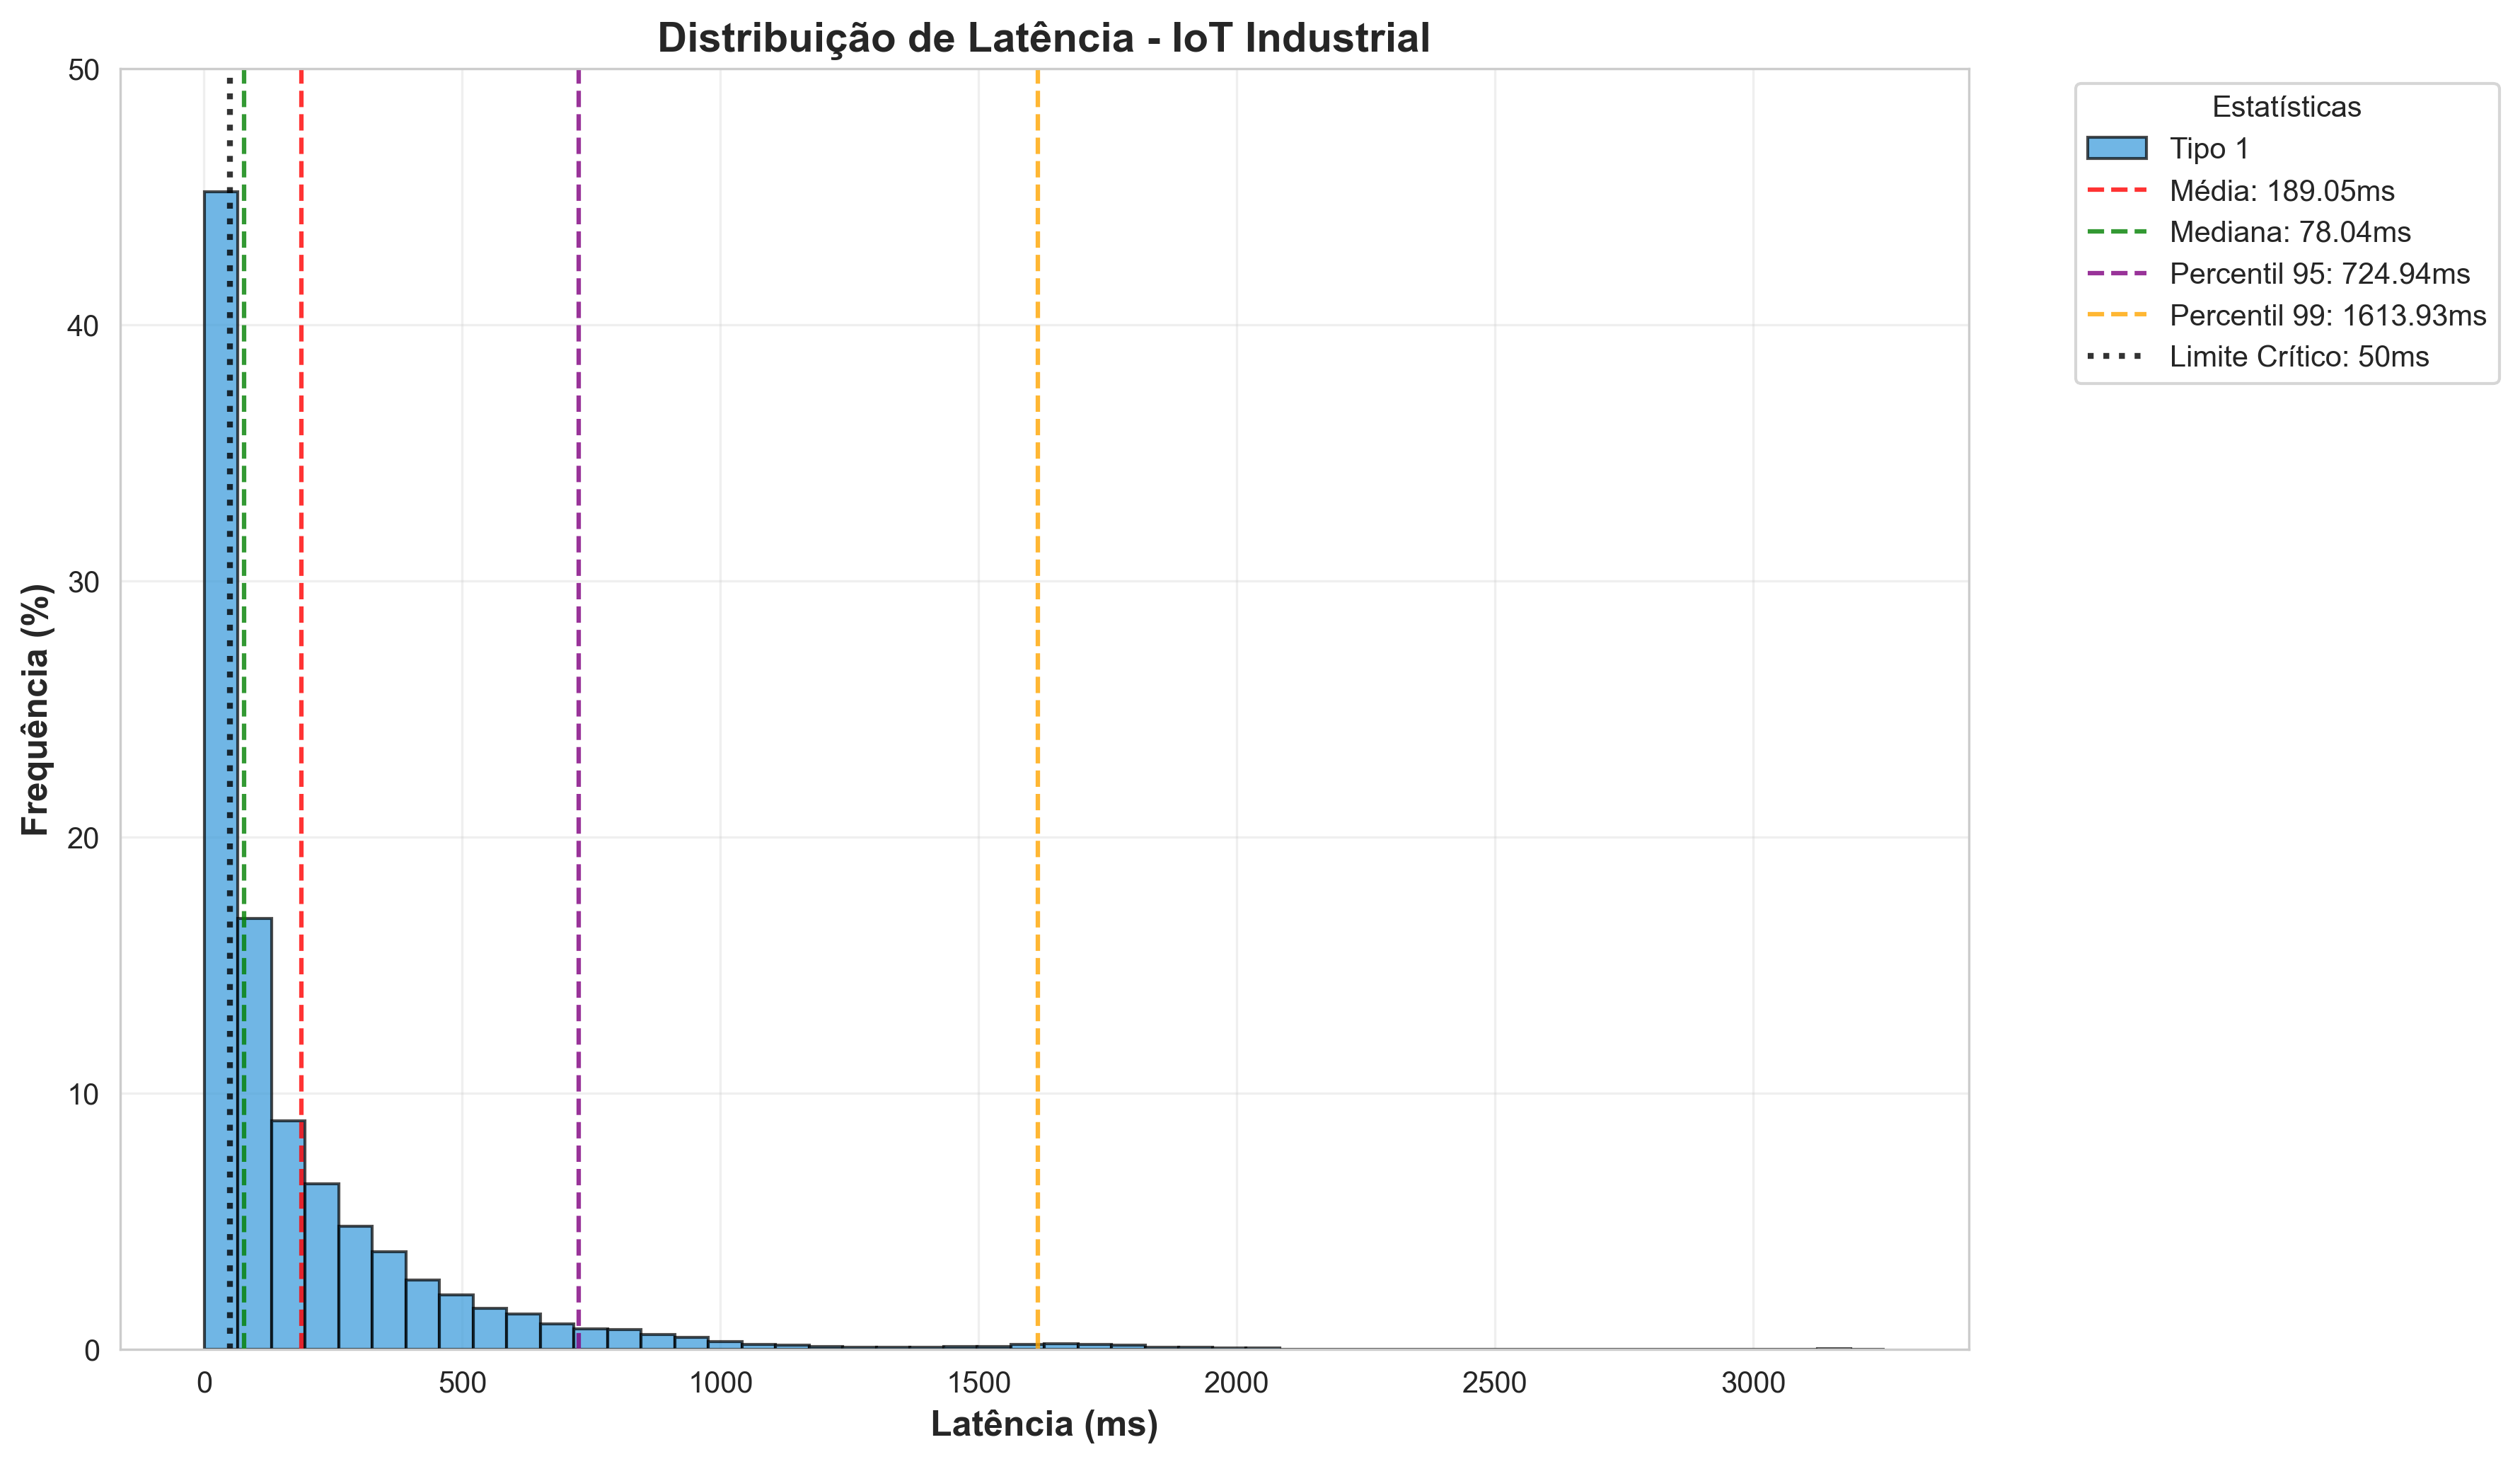 Distribuição de Latência - IoT Industrial
50
40
30
20
10
0
Frequência (%)
0
500
1000
1500
2000
2500
3000
Latência (ms)
Estatísticas
Tipo 1
Média: 189.05ms
Mediana: 78.04ms
Percentil 95: 724.94ms
Percentil 99: 1613.93ms
Limite Crítico: 50ms